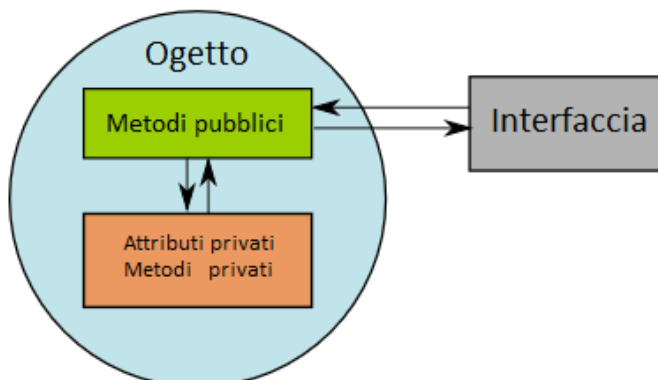 Ogetto
Metodi pubblici
Interfaccia
Attributi privati
Metodi privati